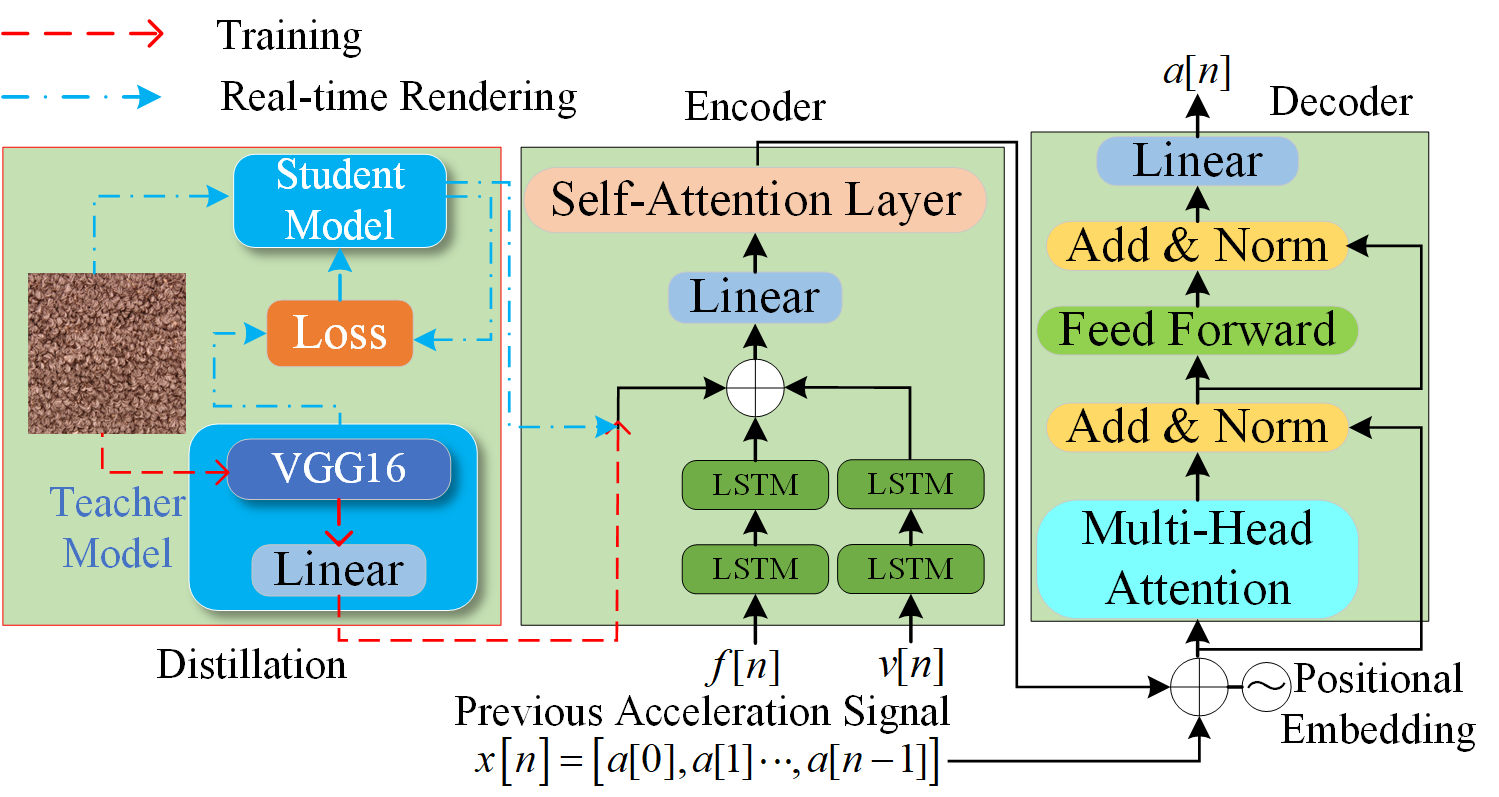 Training
Real-time Rendering
Encoder
Decoder
a[n]
Student
Model
Loss
VGG16
Teacher
Model
Linear
Distillation
Self-Attention Layer
Linear
LSTM
LSTM
LSTM
LSTM
f[n]
v[n]
Previous Acceleration Signal
x[n] = [a[0], a[1]⋯, a[n−1]]
Linear
Add & Norm
Feed Forward
Add & Norm
Multi-Head
Attention
Positional
Embedding